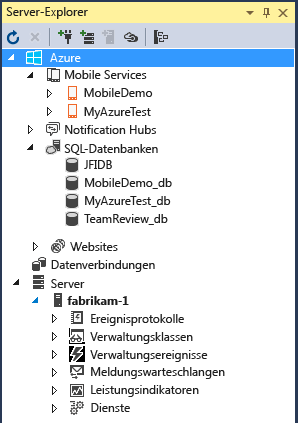 Server-Explorer
Azure
Mobile Services
MobileDemo
MyAzureTest
Notification Hubs
SQL-Datenbanken
JFIDB
MobileDemo_db
MyAzureTest_db
TeamReview_db
Websites
Datenverbindungen
Server
fabrikam-1
Ereignisprotokolle
Verwaltungsklassen
Verwaltungsereignisse
Meldungswarteschlangen
Leistungsindikatoren
Dienste